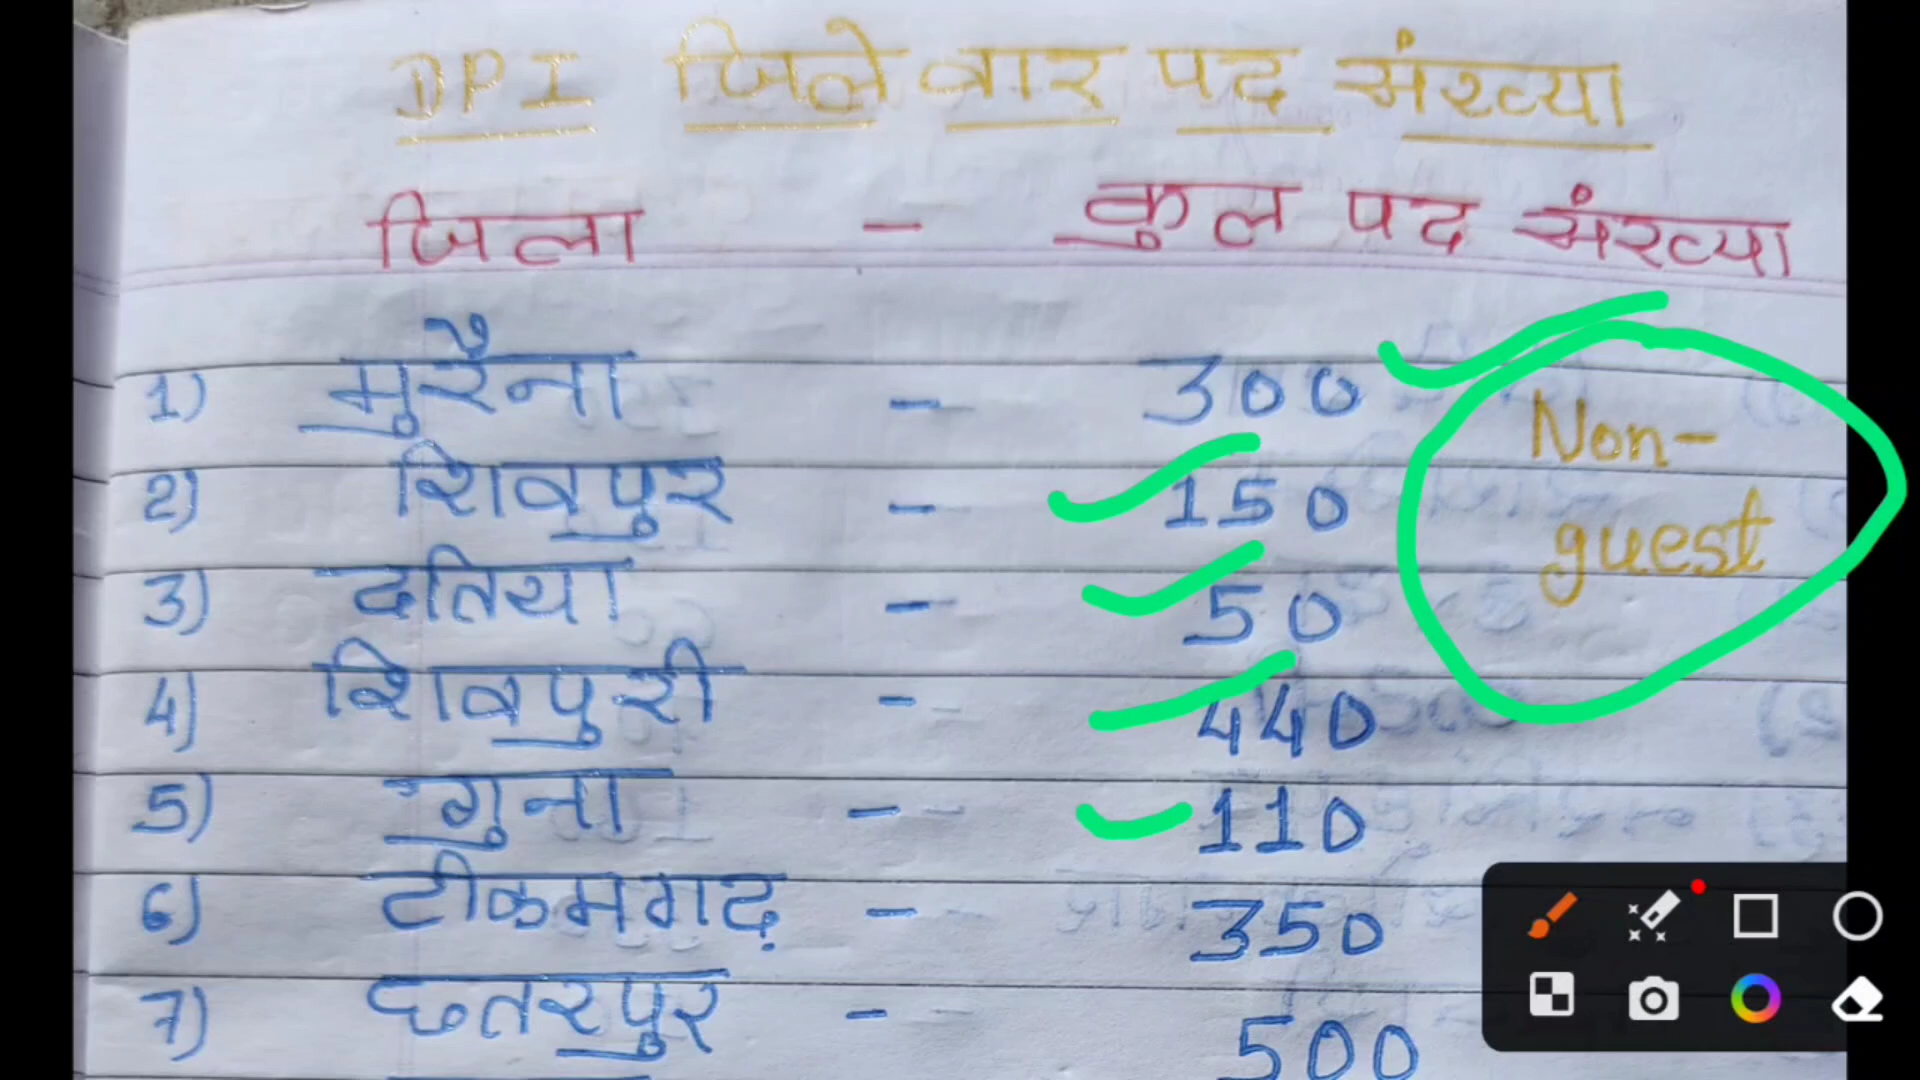 DPI जिले वार पद संख्या
जिला - कुल पद संख्या
1) मुरैना - 300
Non-
2) शिवपुर - 150
guest
3) दतिया - 50
4) शिवपुरी - 440
5) गुना - 110
6) टीकमगढ़ - 350
7) छतरपुर - 500